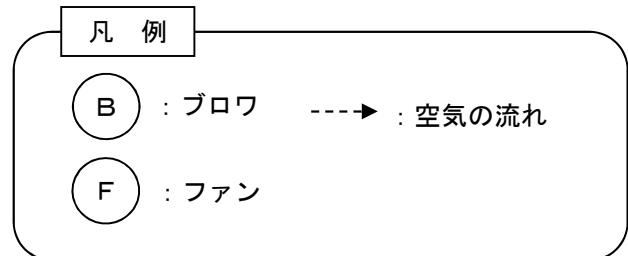 凡 例
B : ブロワ ----▶ : 空気の流れ
F : ファン